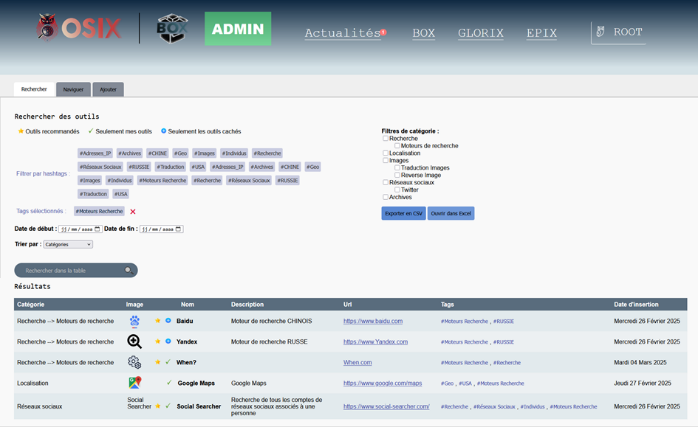 OSIX BOX ADMIN Actualités BOX GLORIX EPIX ROOT
Rechercher Naviguer Ajouter
Rechercher des outils
Outils recommandés Seulement mes outils Seulement les outils cachés
Filtrer par hashtags
#Adresses_IP #Archives #CHINE #Geo #Images #Individus #Recherche
#Réseaux Sociaux #RUSSIE #Traduction #USA #Adresses_IP #Archives #CHINE #Geo
#Images #Individus #Moteurs Recherche #Recherche #Réseaux Sociaux #RUSSIE
#Traduction #USA
Tags sélectionnés : #Moteurs Recherche
Date de début : jj/mm/aaaa Date de fin : jj/mm/aaaa
Trier par : Catégories
Filtres de catégorie :
Recherche
Moteurs de recherche
Localisation
Images
Traduction Images
Reverse Image
Réseaux sociaux
Twitter
Archives
Exporter en CSV Ouvrir dans Excel
Rechercher dans la table
Résultats
Catégorie Image Nom Description Url Tags Date d'insertion
Recherche --> Moteurs de recherche Baidu Moteur de recherche CHINOIS https://www.baidu.com #Moteurs Recherche , #RUSSIE Mercredi 26 Février 2025
Recherche --> Moteurs de recherche Yandex Moteur de recherche RUSSE https://www.Yandex.com #Moteurs Recherche , #RUSSIE Mercredi 26 Février 2025
Recherche --> Moteurs de recherche When? When.com #Moteurs Recherche , #Recherche Mardi 04 Mars 2025
Localisation Google Maps Google Maps https://www.google.com/maps #Geo , #USA , #Moteurs Recherche Jeudi 27 Février 2025
Réseaux sociaux Social Searcher Social Searcher Recherche de tous les comptes de réseaux sociaux associés à une personne https://www.social-searcher.com/ #Recherche , #Réseaux Sociaux , #Individus , #Moteurs Recherche Mercredi 26 Février 2025